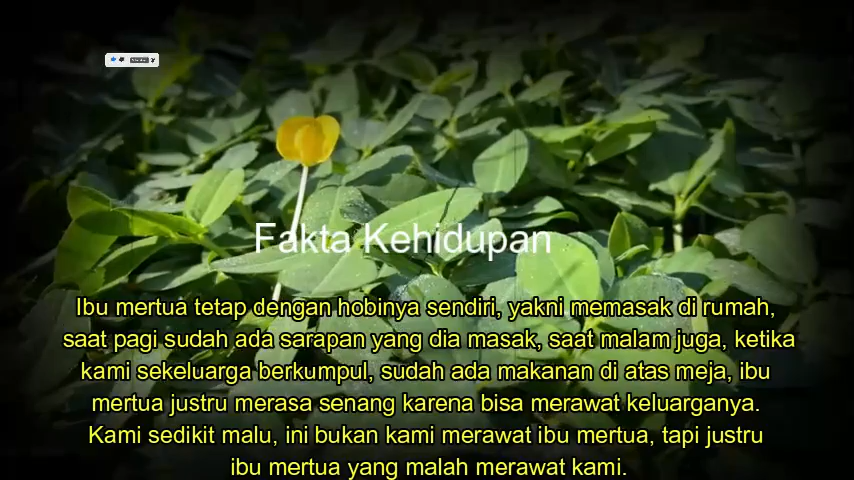 Fakta Kehidupan
Ibu mertua tetap dengan hobinya sendiri, yakni memasak di rumah,
saat pagi sudah ada sarapan yang dia masak, saat malam juga, ketika
kami sekeluarga berkumpul, sudah ada makanan di atas meja, ibu
mertua justru merasa senang karena bisa merawat keluarganya.
Kami sedikit malu, ini bukan kami merawat ibu mertua, tapi justru
ibu mertua yang malah merawat kami.